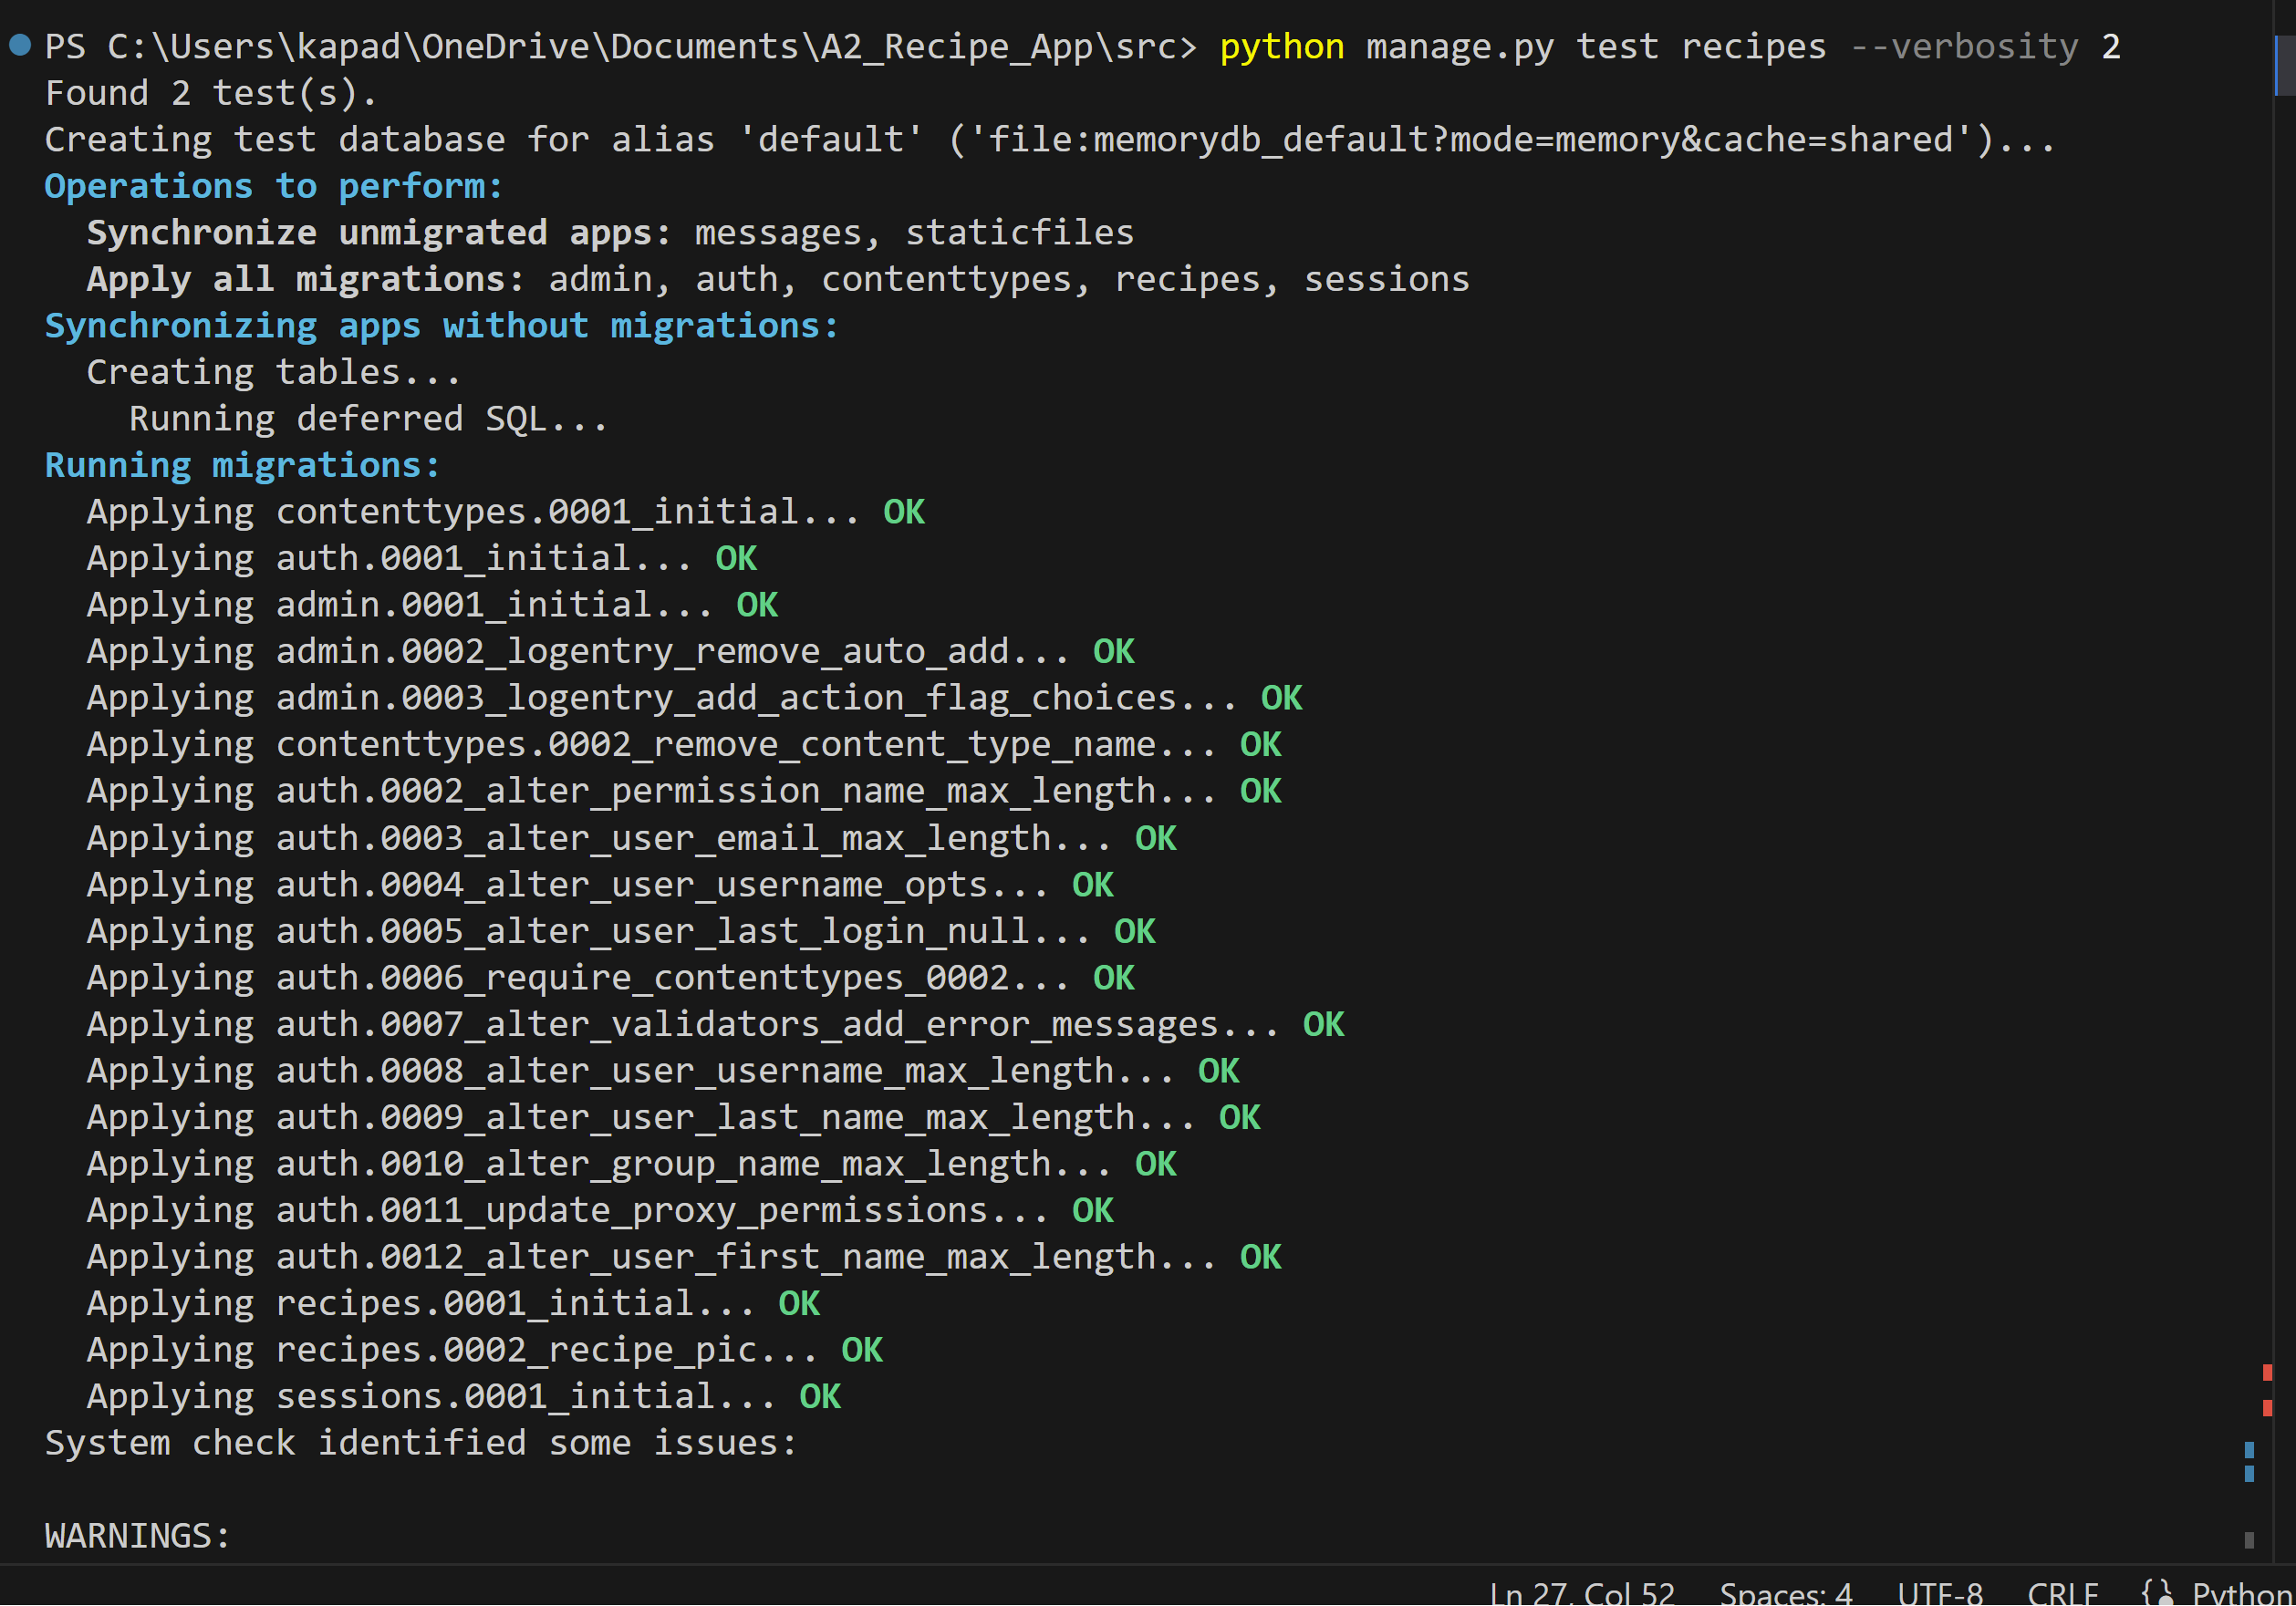 PS C:\Users\kapad\OneDrive\Documents\A2_Recipe_App\src> python manage.py test recipes --verbosity 2
Found 2 test(s).
Creating test database for alias 'default' ('file:memorydb_default?mode=memory&cache=shared')...
Operations to perform:
  Synchronize unmigrated apps: messages, staticfiles
  Apply all migrations: admin, auth, contenttypes, recipes, sessions
Synchronizing apps without migrations:
  Creating tables...
    Running deferred SQL...
Running migrations:
  Applying contenttypes.0001_initial... OK
  Applying auth.0001_initial... OK
  Applying admin.0001_initial... OK
  Applying admin.0002_logentry_remove_auto_add... OK
  Applying admin.0003_logentry_add_action_flag_choices... OK
  Applying contenttypes.0002_remove_content_type_name... OK
  Applying auth.0002_alter_permission_name_max_length... OK
  Applying auth.0003_alter_user_email_max_length... OK
  Applying auth.0004_alter_user_username_opts... OK
  Applying auth.0005_alter_user_last_login_null... OK
  Applying auth.0006_require_contenttypes_0002... OK
  Applying auth.0007_alter_validators_add_error_messages... OK
  Applying auth.0008_alter_user_username_max_length... OK
  Applying auth.0009_alter_user_last_name_max_length... OK
  Applying auth.0010_alter_group_name_max_length... OK
  Applying auth.0011_update_proxy_permissions... OK
  Applying auth.0012_alter_user_first_name_max_length... OK
  Applying recipes.0001_initial... OK
  Applying recipes.0002_recipe_pic... OK
  Applying sessions.0001_initial... OK
System check identified some issues:
WARNINGS:
Ln 27, Col 52 Spaces: 4 UTF-8 CRLF {} Python